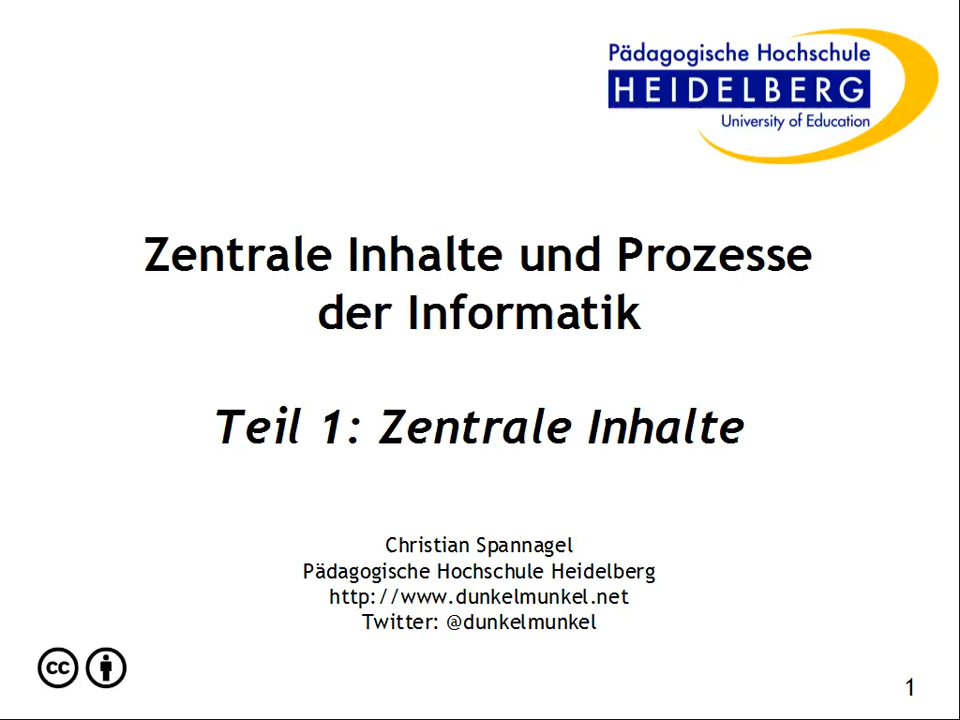 Pädagogische Hochschule
HEIDELBERG
University of Education
Zentrale Inhalte und Prozesse
der Informatik
Teil 1: Zentrale Inhalte
Christian Spannagel
Pädagogische Hochschule Heidelberg
http://www.dunkelmunkel.net
Twitter: @dunkelmunkel
cc
1